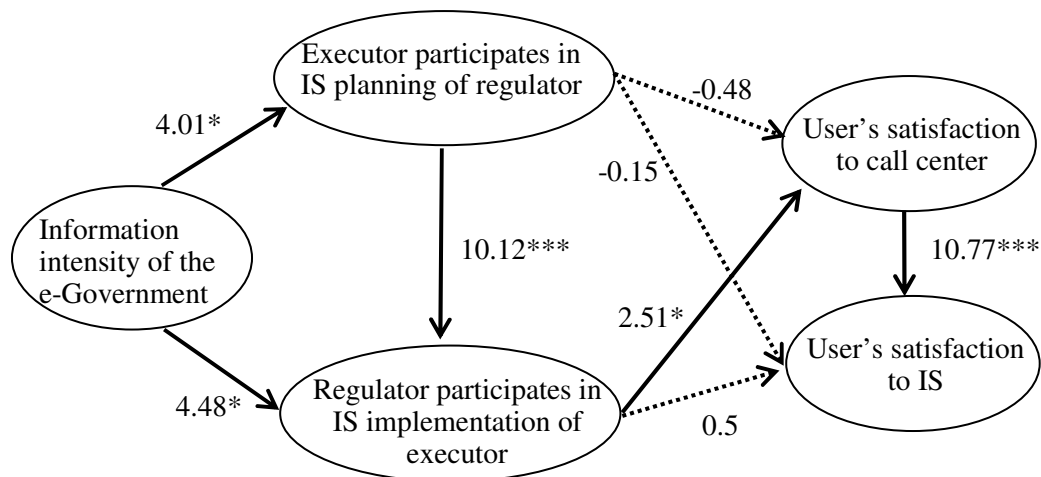 Executor participates in
IS planning of regulator
-0.48
4.01*
User's satisfaction
to call center
-0.15
Information
intensity of the
e-Government
10.12***
10.77***
2.51*
User's satisfaction
to IS
Regulator participates in
IS implementation of
executor
4.48*
0.5